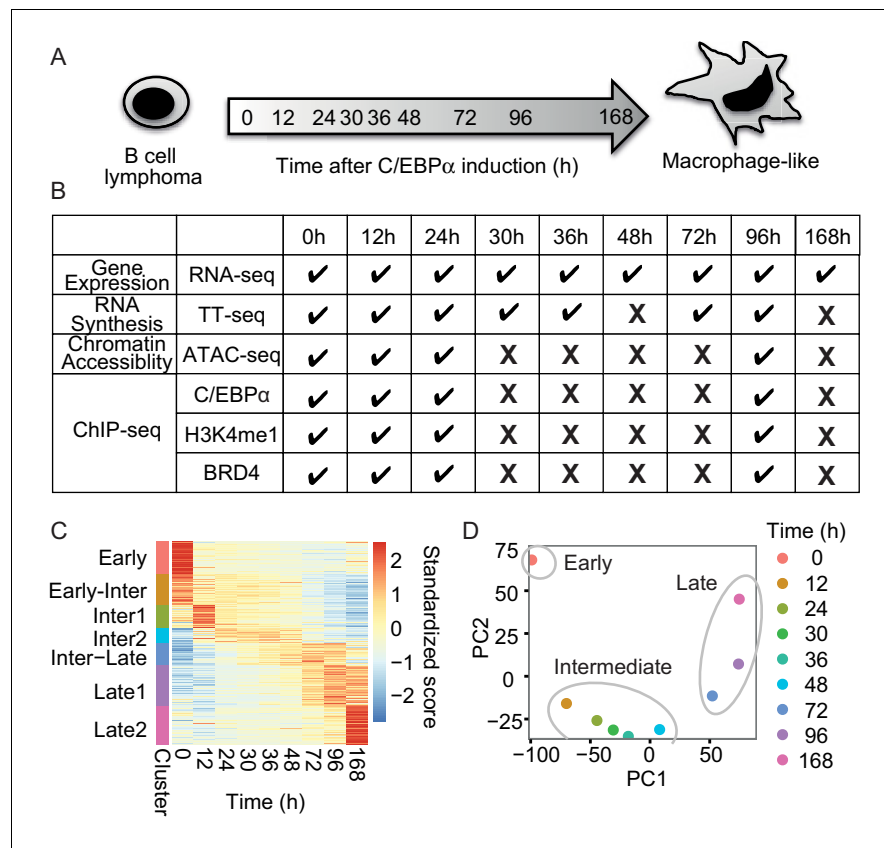 A
B cell
lymphoma
0 12 24 30 36 48 72 96 168
Time after C/EBPα induction (h)
Macrophage-like
B
0h 12h 24h 30h 36h 48h 72h 96h 168h
Gene
Expression
RNA-seq ✔ ✔ ✔ ✔ ✔ ✔ ✔ ✔ ✔
RNA
Synthesis
TT-seq ✔ ✔ ✔ ✔ ✔ X ✔ ✔ X
Chromatin
Accessiblity
ATAC-seq ✔ ✔ ✔ X X X X ✔ X
ChIP-seq
C/EBPα ✔ ✔ ✔ X X X X ✔ X
H3K4me1 ✔ ✔ ✔ X X X X ✔ X
BRD4 ✔ ✔ ✔ X X X X ✔ X
C
Early
Early-Inter
Inter1
Inter2
Inter−Late
Late1
Late2
Cluster
0 12 24 30 36 48 72 96 168
Time (h)
2
1
0
−1
−2
Standardized score
D
75
50
25
0
−25
PC2
−100 −50 0 50
PC1
Early
Intermediate
Late
Time (h)
0
12
24
30
36
48
72
96
168